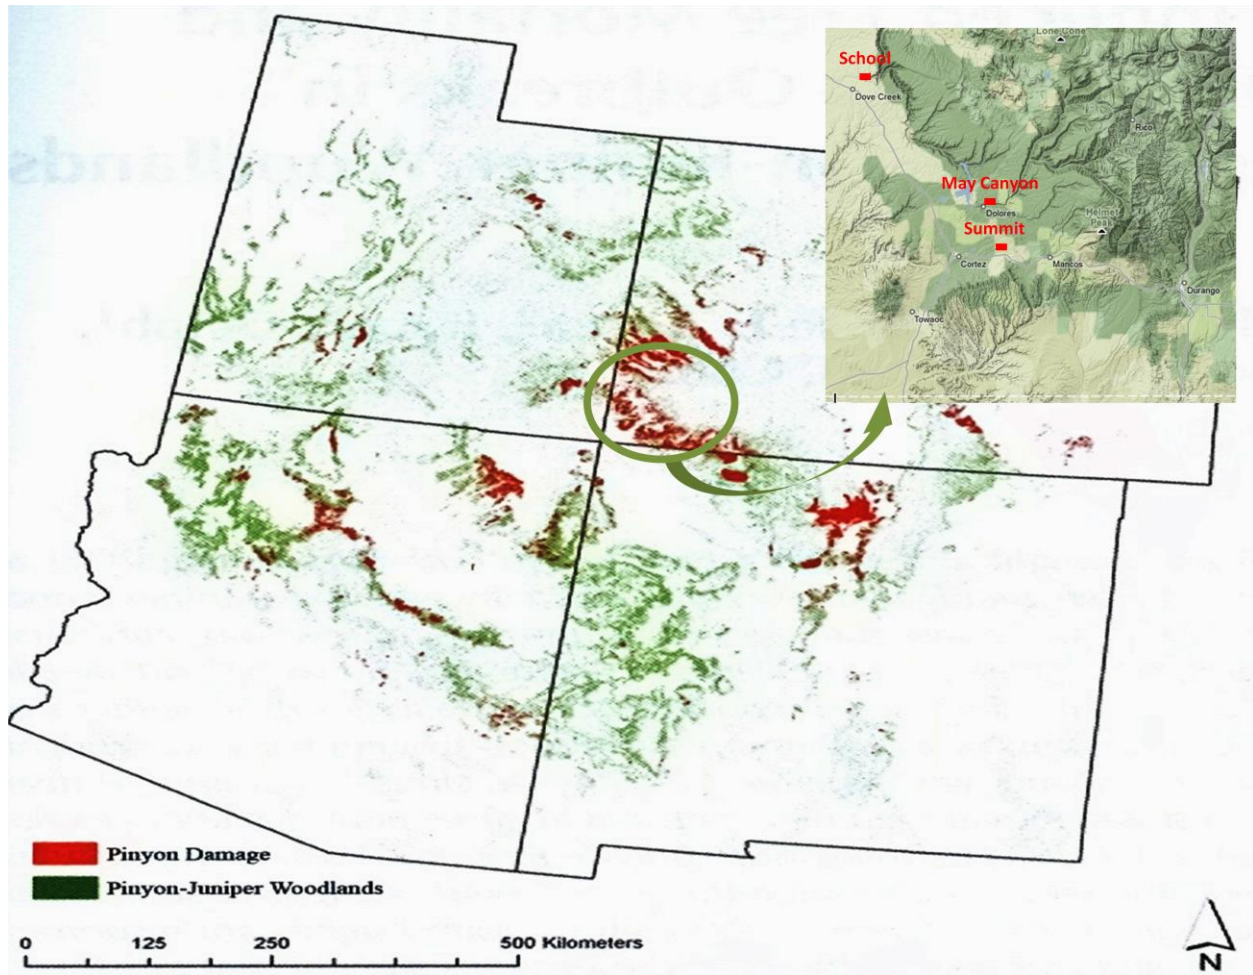 Lone Cone
School
Dove Creek
Rico
May Canyon
Dolores
Helmet
Peak
Summit
Cortez
Mancos
Durango
Towaoc
Pinyon Damage
Pinyon-Juniper Woodlands
0 125 250 500 Kilometers
N